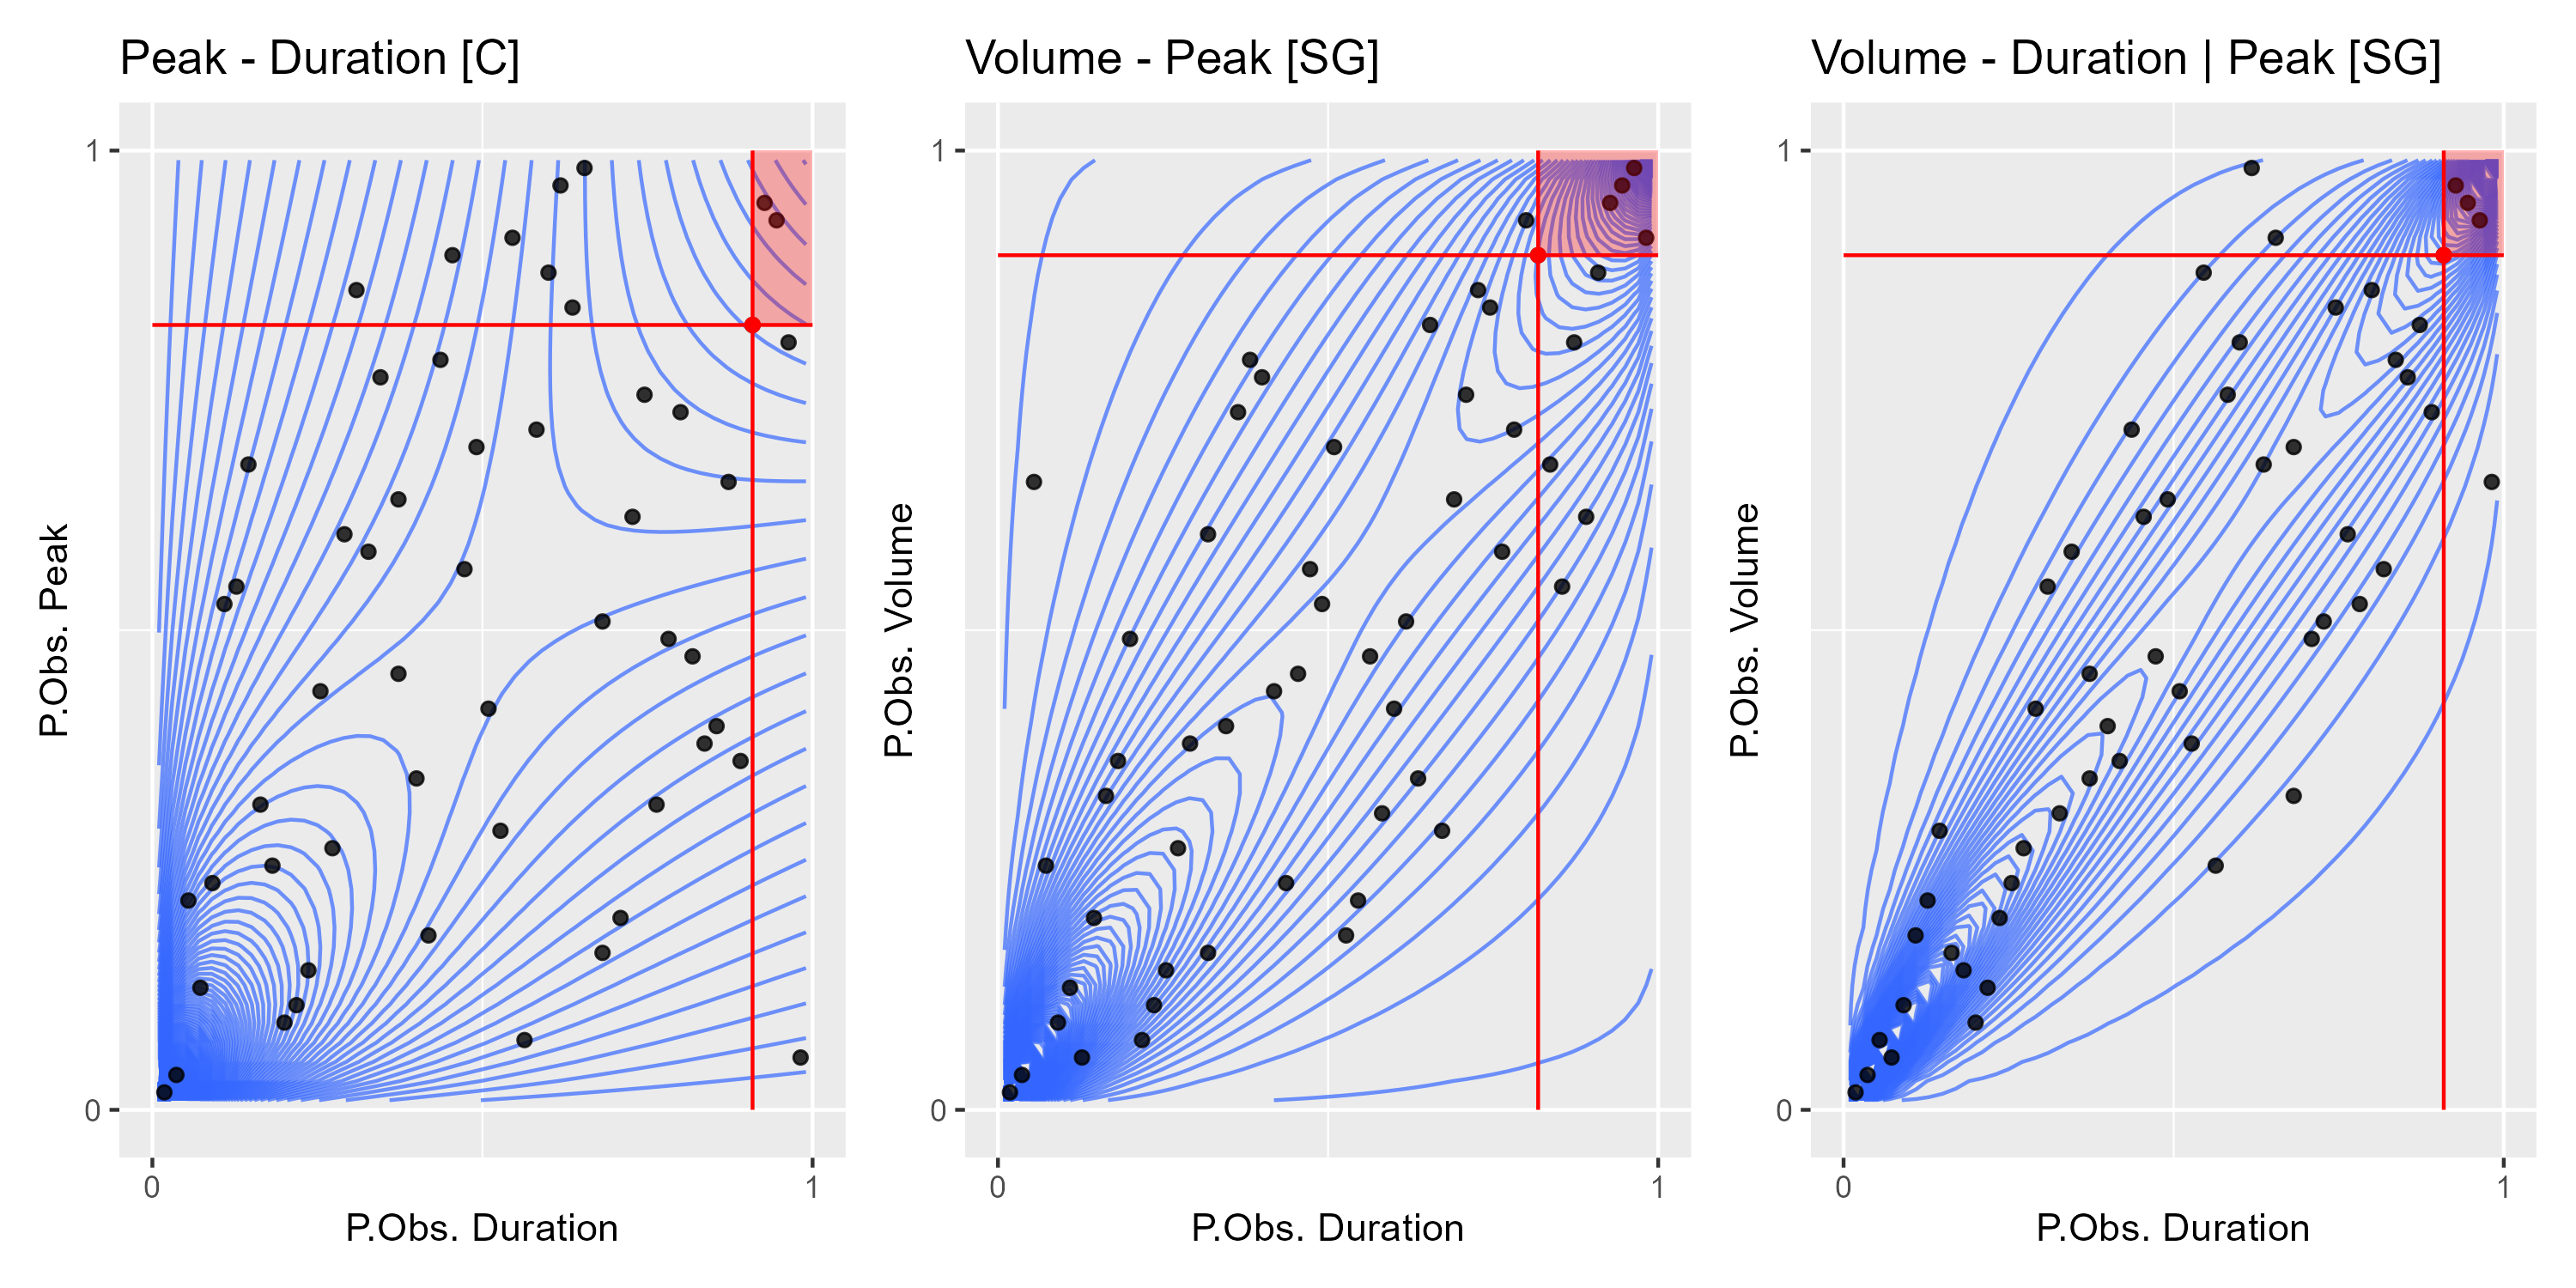 Peak - Duration [C]
Volume - Peak [SG]
Volume - Duration | Peak [SG]
P.Obs. Peak
1
0
0
1
P.Obs. Duration
P.Obs. Volume
1
0
0
1
P.Obs. Duration
P.Obs. Volume
1
0
0
1
P.Obs. Duration